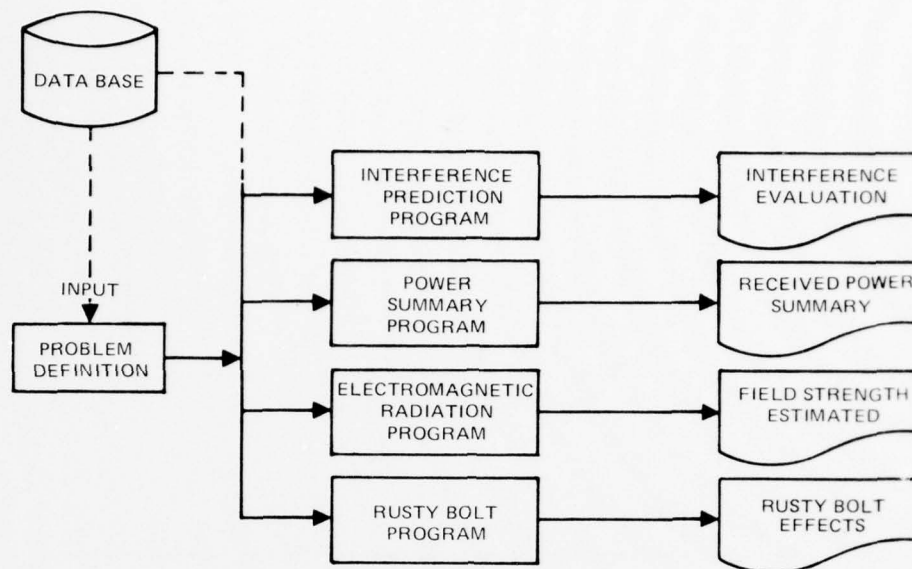 DATA BASE
INTERFERENCE
PREDICTION
PROGRAM
INTERFERENCE
EVALUATION
INPUT
POWER
SUMMARY
PROGRAM
RECEIVED POWER
SUMMARY
PROBLEM
DEFINITION
ELECTROMAGNETIC
RADIATION
PROGRAM
FIELD STRENGTH
ESTIMATED
RUSTY BOLT
PROGRAM
RUSTY BOLT
EFFECTS